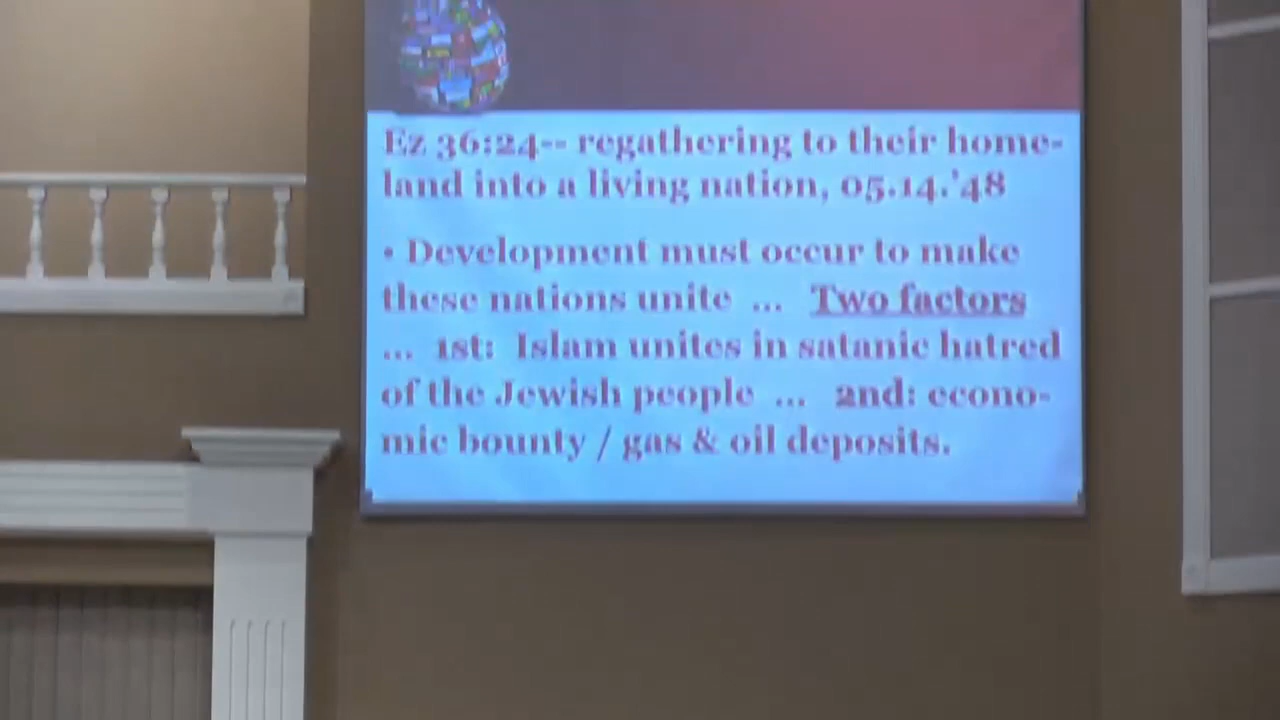 Ez 36:24-- regathering to their home-
land into a living nation, 05.14.'48
• Development must occur to make
these nations unite ... Two factors
... 1st: Islam unites in satanic hatred
of the Jewish people ... 2nd: econo-
mic bounty / gas & oil deposits.